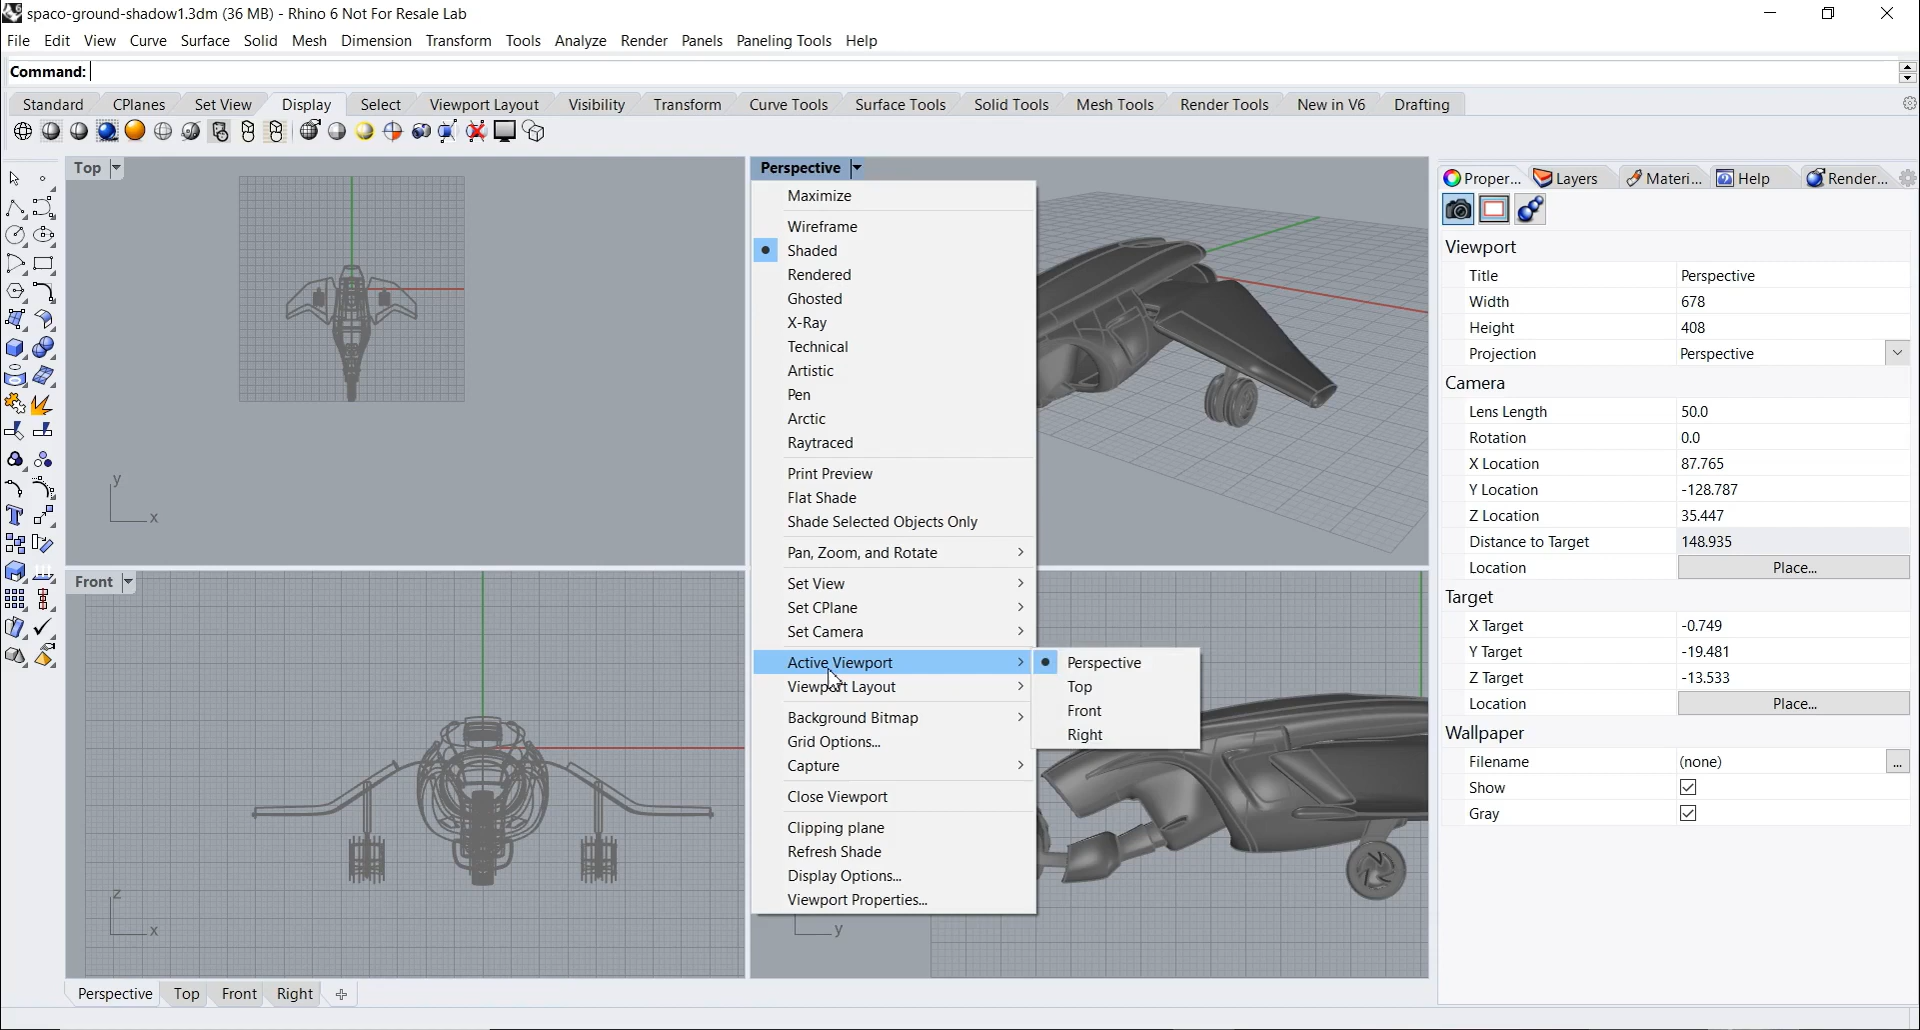 spaco-ground-shadow1.3dm (36 MB) - Rhino 6 Not For Resale Lab
File Edit View Curve Surface Solid Mesh Dimension Transform Tools Analyze Render Panels Paneling Tools Help
Command:
Standard CPlanes Set View Display Select Viewport Layout Visibility Transform Curve Tools Surface Tools Solid Tools Mesh Tools Render Tools New in V6 Drafting
Top
y
x
Front
z
x
Perspective
Maximize
Wireframe
Shaded
Rendered
Ghosted
X-Ray
Technical
Artistic
Pen
Arctic
Raytraced
Print Preview
Flat Shade
Shade Selected Objects Only
Pan, Zoom, and Rotate
Set View
Set CPlane
Set Camera
Active Viewport
Viewport Layout
Background Bitmap
Grid Options...
Capture
Close Viewport
Clipping plane
Refresh Shade
Display Options...
Viewport Properties...
Perspective
Top
Front
Right
y
Proper... Layers Materi... Help Render...
Viewport
Title Perspective
Width 678
Height 408
Projection Perspective
Camera
Lens Length 50.0
Rotation 0.0
X Location 87.765
Y Location -128.787
Z Location 35.447
Distance to Target 148.935
Location Place...
Target
X Target -0.749
Y Target -19.481
Z Target -13.533
Location Place...
Wallpaper
Filename (none) ...
Show
Gray
Perspective Top Front Right